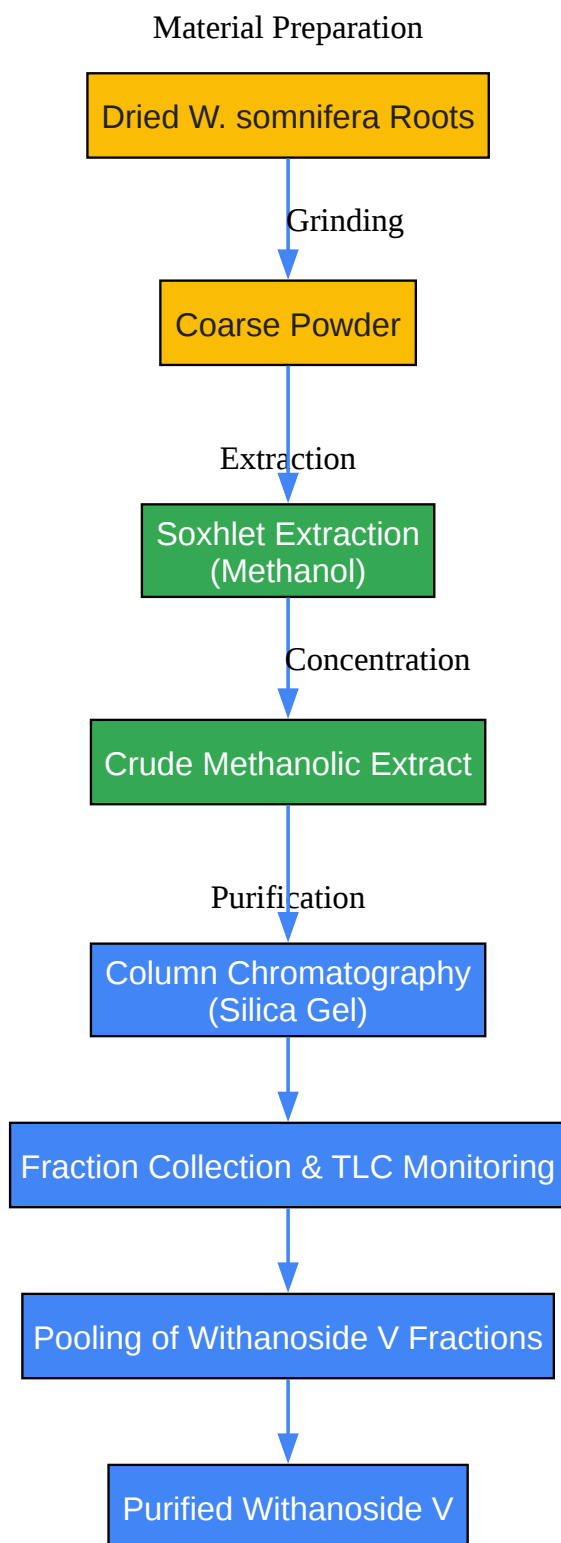 Material Preparation
Dried W. somnifera Roots
Grinding
Coarse Powder
Extraction
Soxhlet Extraction
(Methanol)
Concentration
Crude Methanolic Extract
Purification
Column Chromatography
(Silica Gel)
Fraction Collection & TLC Monitoring
Pooling of Withanoside V Fractions
Purified Withanoside V